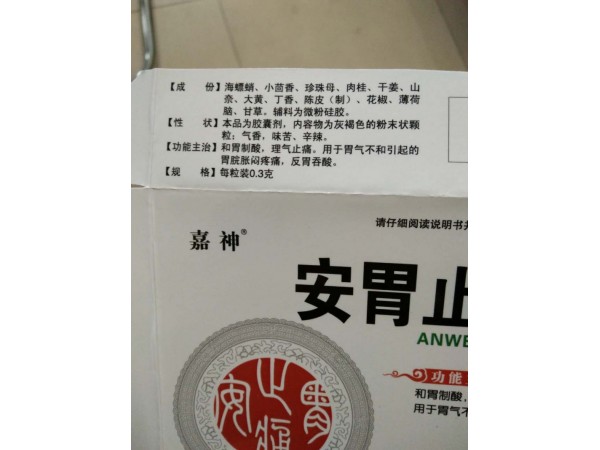 【成 份】海螵蛸、小茴香、珍珠母、肉桂、干姜、山
奈、大黄、丁香、陈皮（制）、花椒、薄荷
脑、甘草。辅料为微粉硅胶。
【性 状】本品为胶囊剂，内容物为灰褐色的粉末状颗
粒；气香，味苦、辛辣。
【功能主治】和胃制酸，理气止痛。用于胃气不和引起的
胃脘胀闷疼痛，反胃吞酸。
【规 格】每粒装0.3克
请仔细阅读说明书并
嘉神®
安胃止
ANWE
功能
和胃制酸，
用于胃气不
安胃止痛